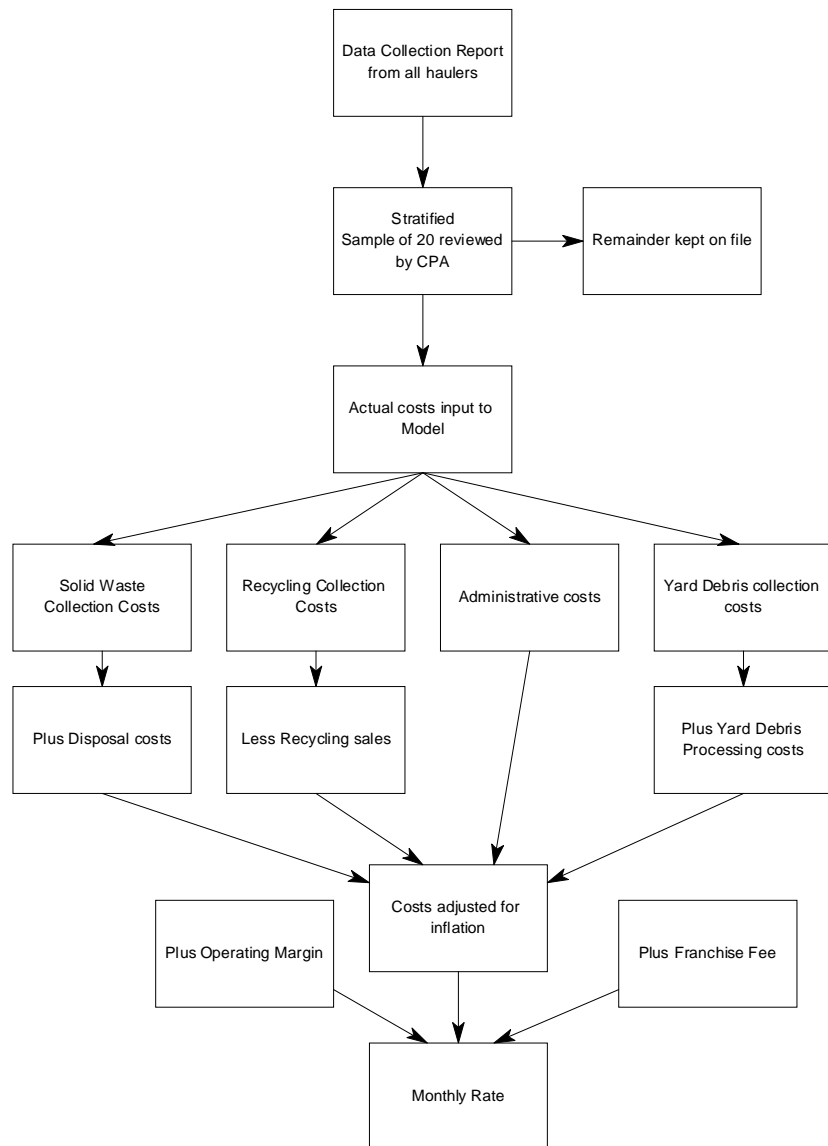 Data Collection Report
from all haulers
Stratified
Sample of 20 reviewed
by CPA
Remainder kept on file
Actual costs input to
Model
Solid Waste
Collection Costs
Recycling Collection
Costs
Administrative costs
Yard Debris collection
costs
Plus Disposal costs
Less Recycling sales
Plus Yard Debris
Processing costs
Costs adjusted for
inflation
Plus Operating Margin
Plus Franchise Fee
Monthly Rate